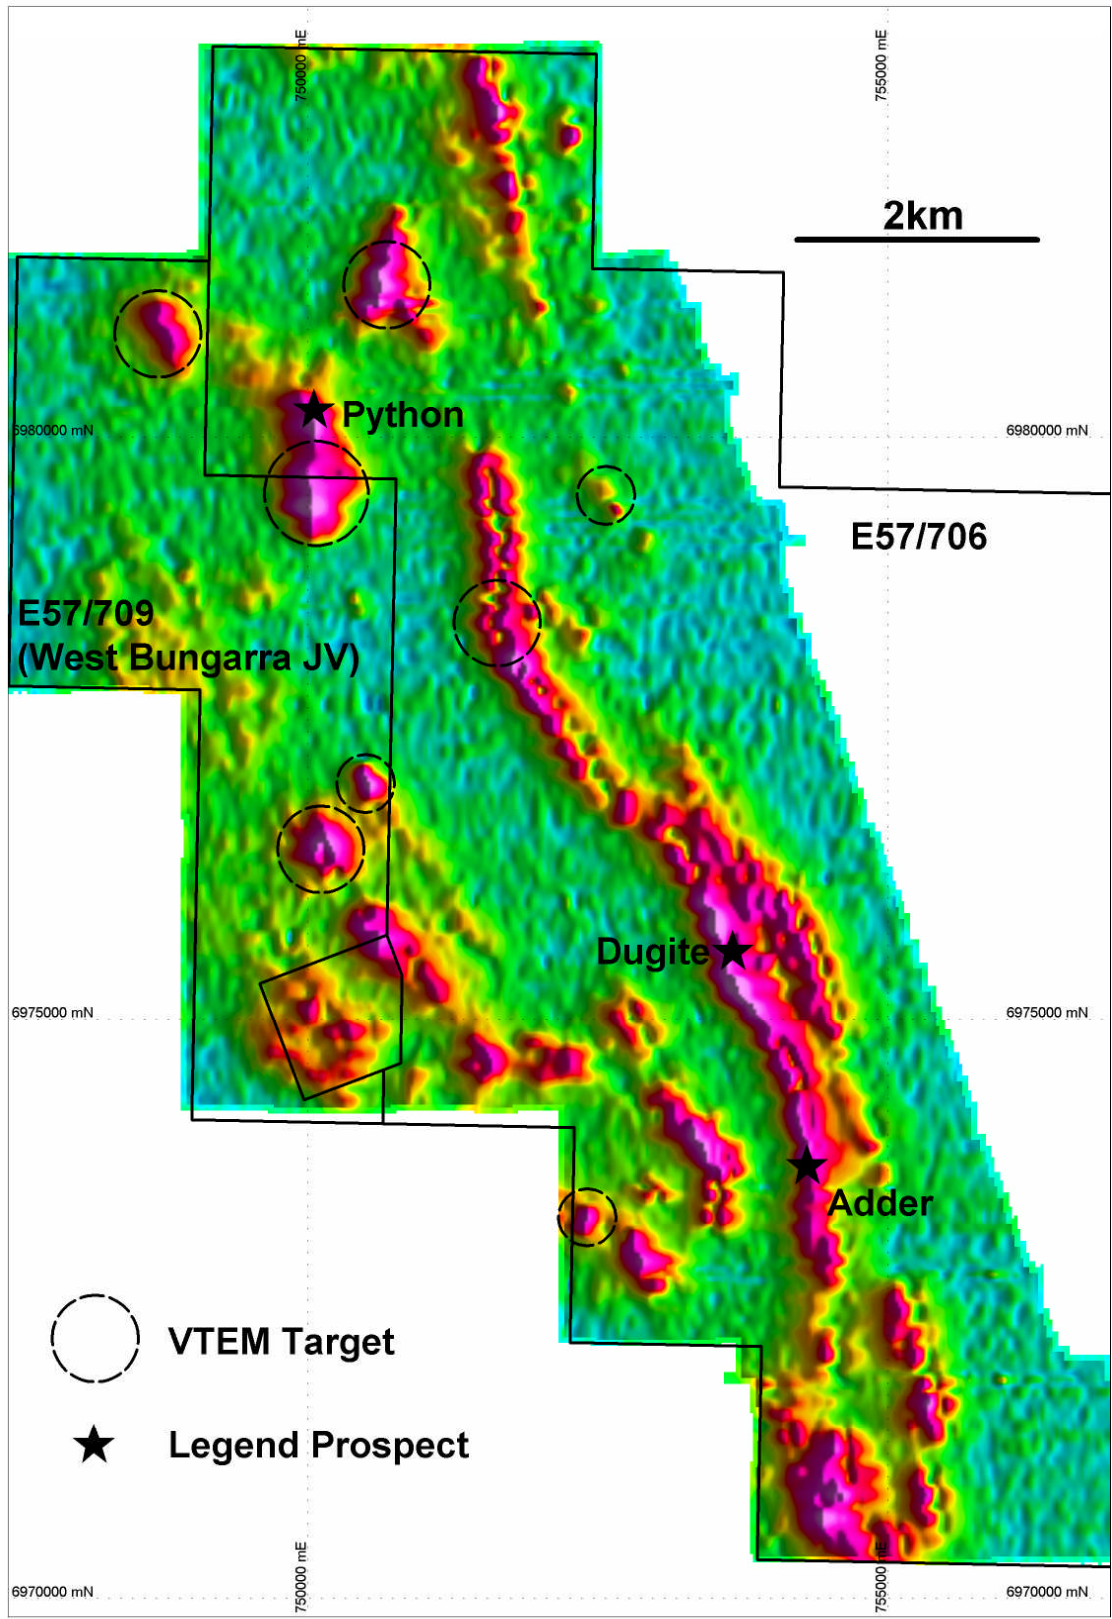 750000 mE
755000 mE
2km
Python
6980000 mN
6980000 mN
E57/706
E57/709
(West Bungarra JV)
Dugite
6975000 mN
6975000 mN
Adder
VTEM Target
Legend Prospect
750000 mE
755000 mE
6970000 mN
6970000 mN